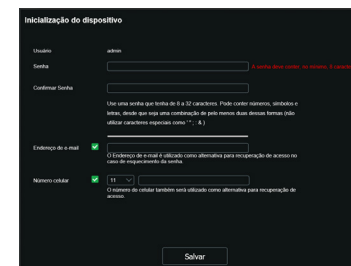 Inicialização do dispositivo
Usuário admin
Senha A senha deve conter, no mínimo, 8 caracte
Confirmar Senha
Use uma senha que tenha de 8 a 32 caracteres. Pode conter números, símbolos e
letras, desde que seja uma combinação de pelo menos duas dessas formas (não
utilizar caracteres especiais como ' " ; : & )
Endereço de e-mail
O Endereço de e-mail é utilizado como alternativa para recuperação de acesso no
caso de esquecimento da senha.
Número celular 11
O número do celular também será utilizado como alternativa para recuperação de
acesso.
Salvar